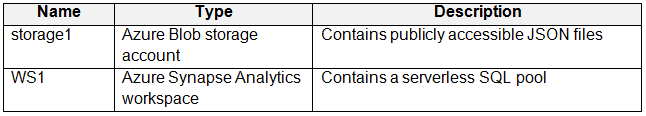 Name Type Description
storage1 Azure Blob storage Contains publicly accessible JSON files
account
WS1 Azure Synapse Analytics Contains a serverless SQL pool
workspace